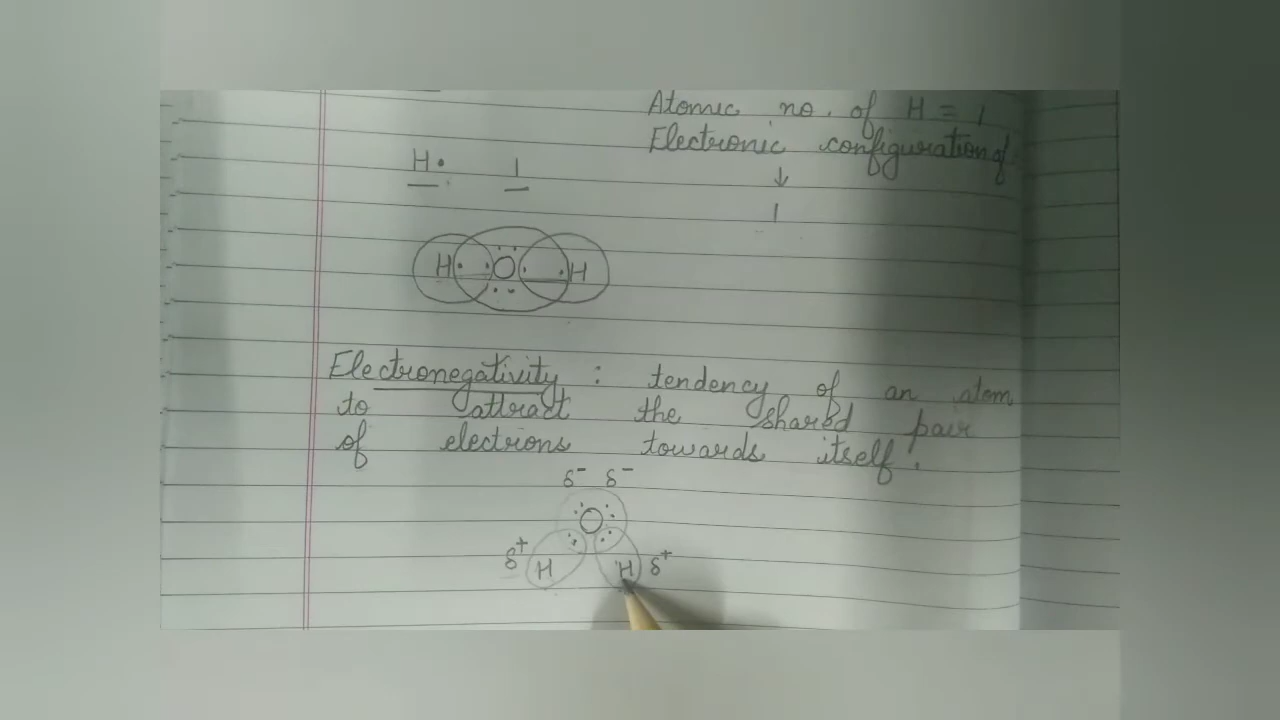 Atomic no. of H = 1
Electronic configuration of
↓
1
H• 1
H O H
Electronegativity : tendency of an atom
to attract the shared pair
of electrons towards itself.
δ- δ-
O
δ+ H H δ+